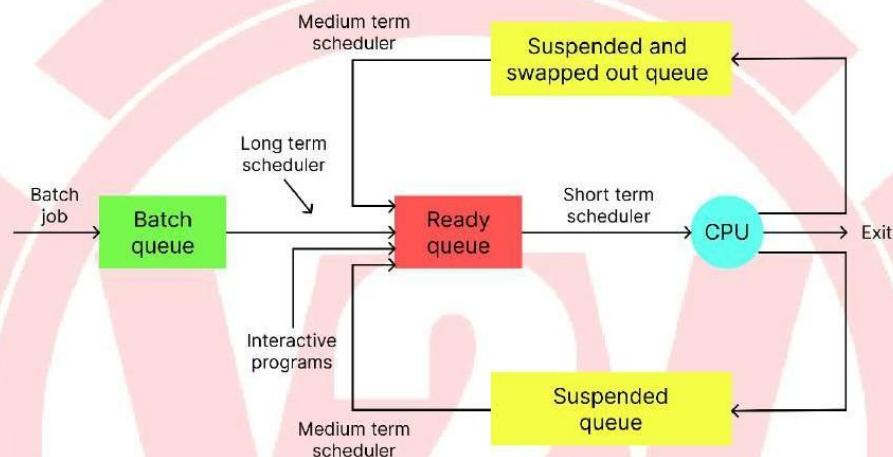 Medium term
scheduler
Suspended and
swapped out queue
Long term
scheduler
Batch
job
Batch
queue
Ready
queue
Short term
scheduler
CPU
Exit
Interactive
programs
Suspended
queue
Medium term
scheduler
V2V